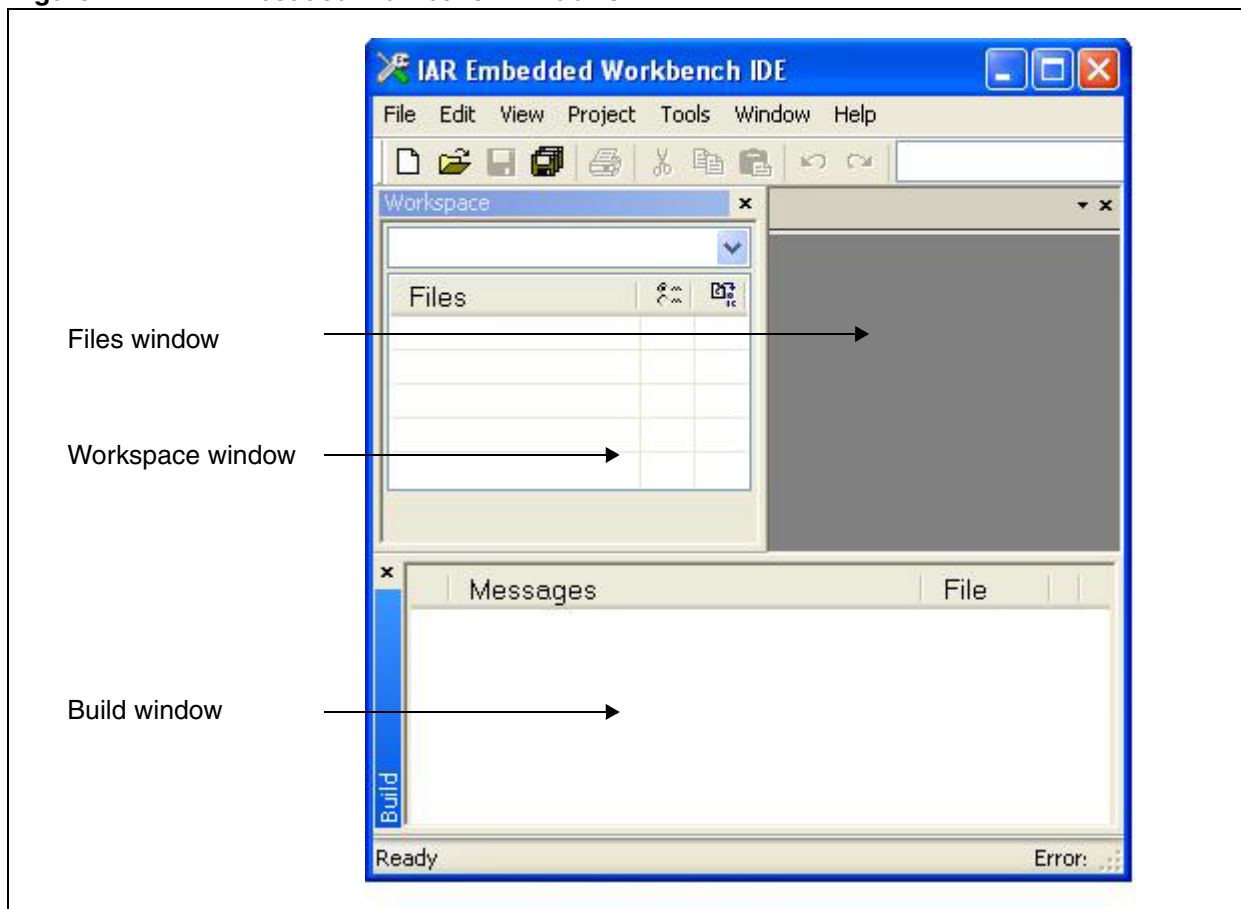 IAR Embedded Workbench IDE
File Edit View Project Tools Window Help
Workspace
Files
Files window
Workspace window
Messages File
Build window
Build
Ready Error: